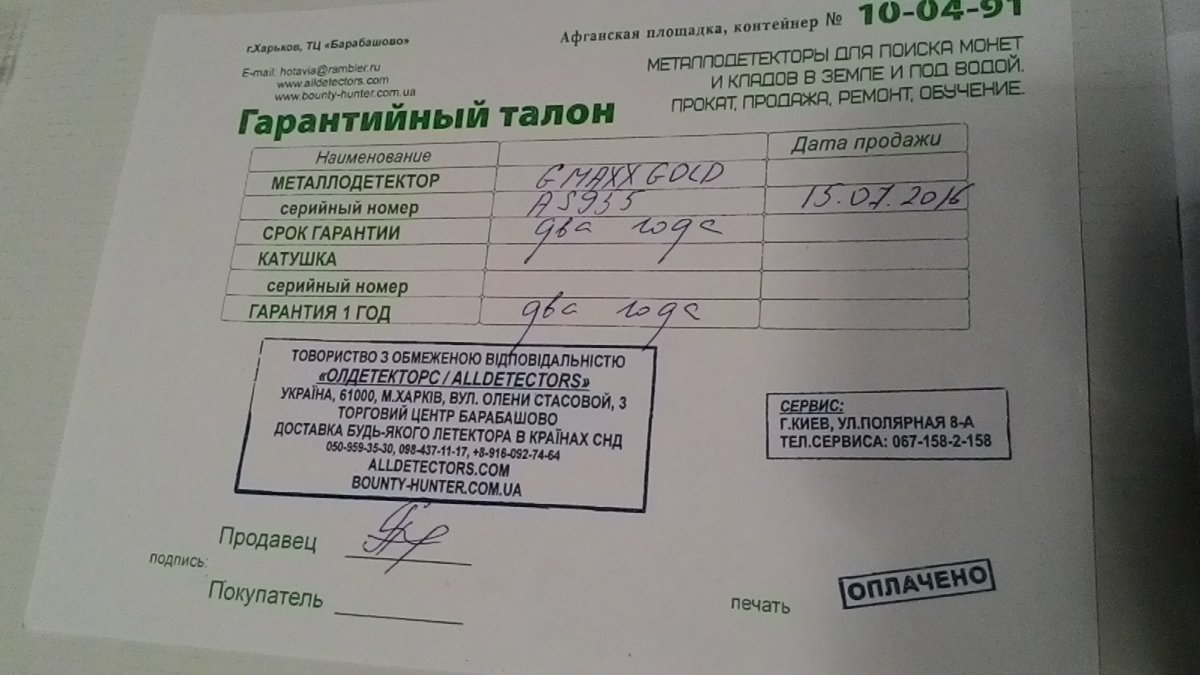 г.Харьков, ТЦ «Барабашово»
Афганская площадка, контейнер № 10-04-91
E-mail: hotavia@rambler.ru
www.alldetectors.com
www.bounty-hunter.com.ua
МЕТАЛЛОДЕТЕКТОРЫ ДЛЯ ПОИСКА МОНЕТ
И КЛАДОВ В ЗЕМЛЕ И ПОД ВОДОЙ.
ПРОКАТ, ПРОДАЖА, РЕМОНТ, ОБУЧЕНИЕ.
Гарантийный талон
Наименование Дата продажи
МЕТАЛЛОДЕТЕКТОР GMAXX GOLD
серийный номер AS935 15.07.2016
СРОК ГАРАНТИИ два года
КАТУШКА
серийный номер
ГАРАНТИЯ 1 ГОД два года
ТОВОРИСТВО З ОБМЕЖЕНОЮ ВІДПОВІДАЛЬНІСТЮ
«ОЛДЕТЕКТОРС / ALLDETECTORS»
УКРАЇНА, 61000, М.ХАРКІВ, ВУЛ. ОЛЕНИ СТАСОВОЙ, 3
ТОРГОВИЙ ЦЕНТР БАРАБАШОВО
ДОСТАВКА БУДЬ-ЯКОГО ЛЕТЕКТОРА В КРАЇНАХ СНД
050-959-35-30, 098-437-11-17, +8-916-092-74-64
ALLDETECTORS.COM
BOUNTY-HUNTER.COM.UA
СЕРВИС:
Г.КИЕВ, УЛ.ПОЛЯРНАЯ 8-А
ТЕЛ.СЕРВИСА: 067-158-2-158
Продавец
подпись:
Покупатель
печать
ОПЛАЧЕНО